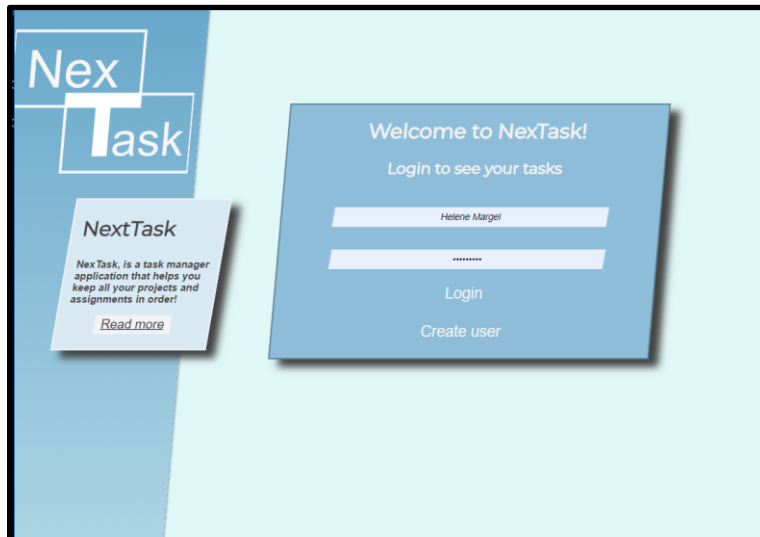 Nex
Task
NextTask
NexTask, is a task manager
application that helps you
keep all your projects and
assignments in order!
Read more
Welcome to NexTask!
Login to see your tasks
Helene Margel
•••••••••
Login
Create user